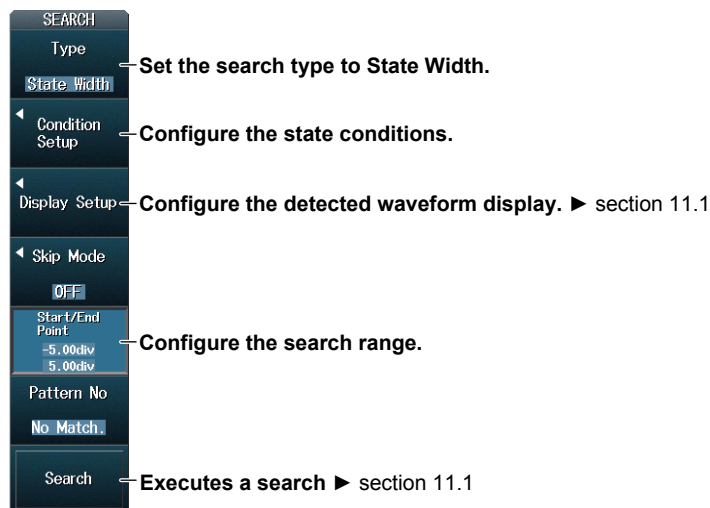 SEARCH
Type
State Width
Set the search type to State Width.
Condition
Setup
Configure the state conditions.
Display Setup
Configure the detected waveform display. ► section 11.1
Skip Mode
OFF
Start/End
Point
-5.00div
5.00div
Configure the search range.
Pattern No
No Match.
Search
Executes a search ► section 11.1